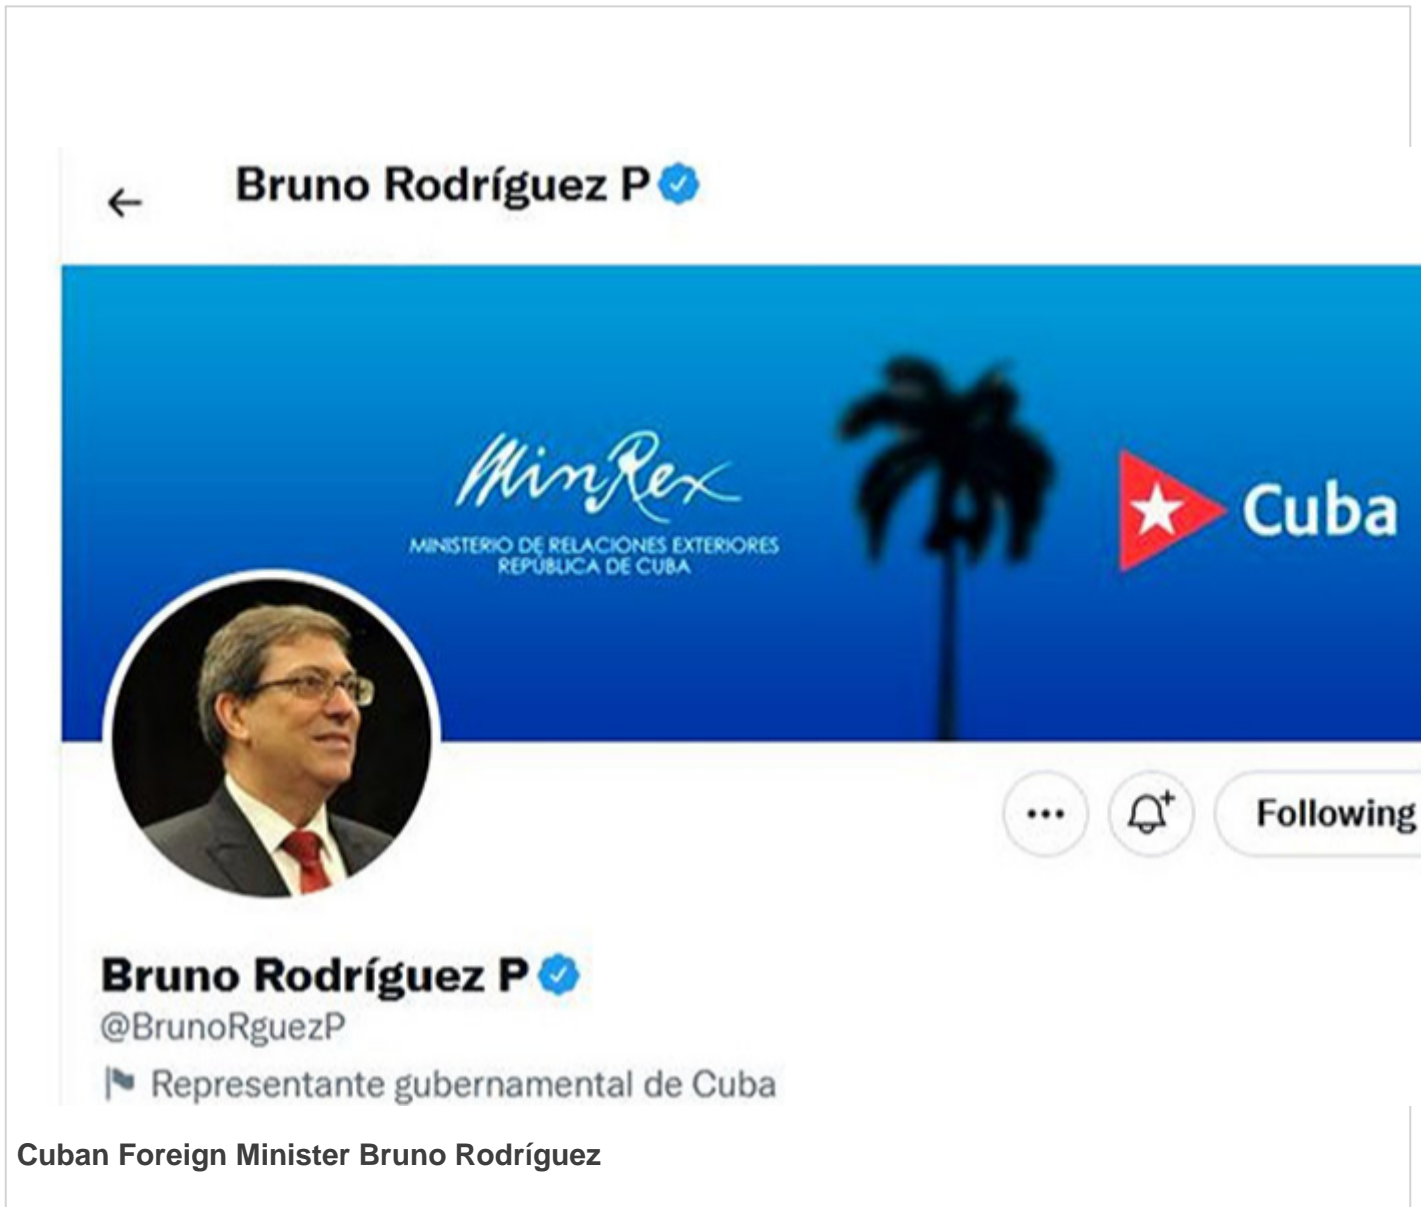 Bruno Rodríguez P
MinRex
MINISTERIO DE RELACIONES EXTERIORES
REPÚBLICA DE CUBA
Cuba
Following
Bruno Rodríguez P
@BrunoRguezP
Representante gubernamental de Cuba
Cuban Foreign Minister Bruno Rodríguez